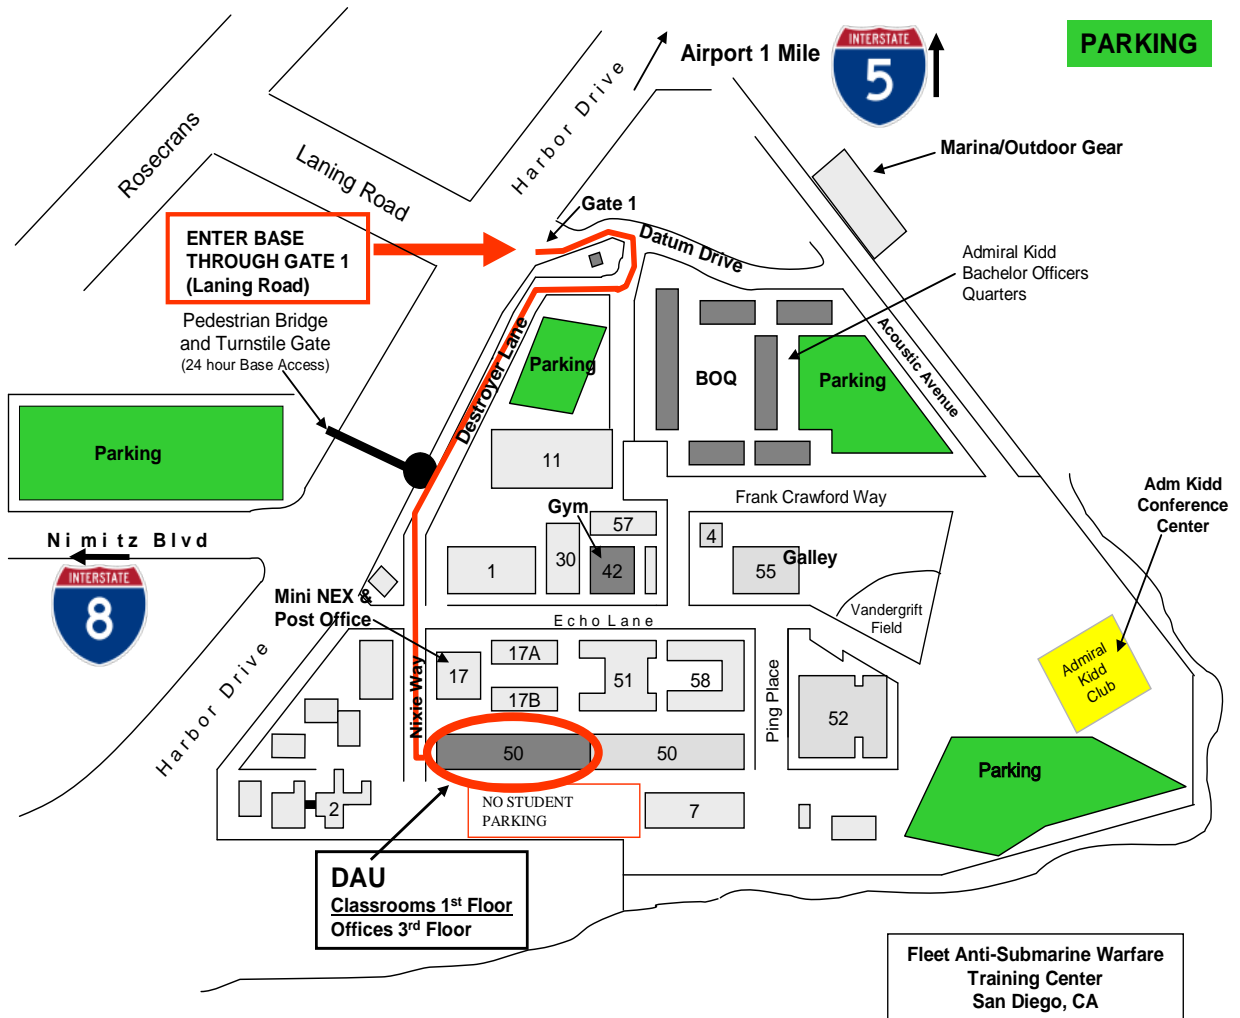 Airport 1 Mile
INTERSTATE
5
PARKING
Harbor Drive
Rosecrans
Laning Road
Marina/Outdoor Gear
Gate 1
ENTER BASE
THROUGH GATE 1
(Laning Road)
Datum Drive
Admiral Kidd
Bachelor Officers
Quarters
Pedestrian Bridge
and Turnstile Gate
(24 hour Base Access)
Destroyer Lane
Parking
BOQ
Parking
Acoustic Avenue
Parking
11
Frank Crawford Way
Adm Kidd
Conference
Center
Gym
57
4
Nimitz Blvd
INTERSTATE
8
1
30
42
55
Galley
Mini NEX &
Post Office
Echo Lane
Vandergrift
Field
Harbor Drive
Nixie Way
17
17A
17B
51
58
Ping Place
52
Admiral
Kidd
Club
50
50
Parking
NO STUDENT
PARKING
2
7
DAU
Classrooms 1st Floor
Offices 3rd Floor
Fleet Anti-Submarine Warfare
Training Center
San Diego, CA